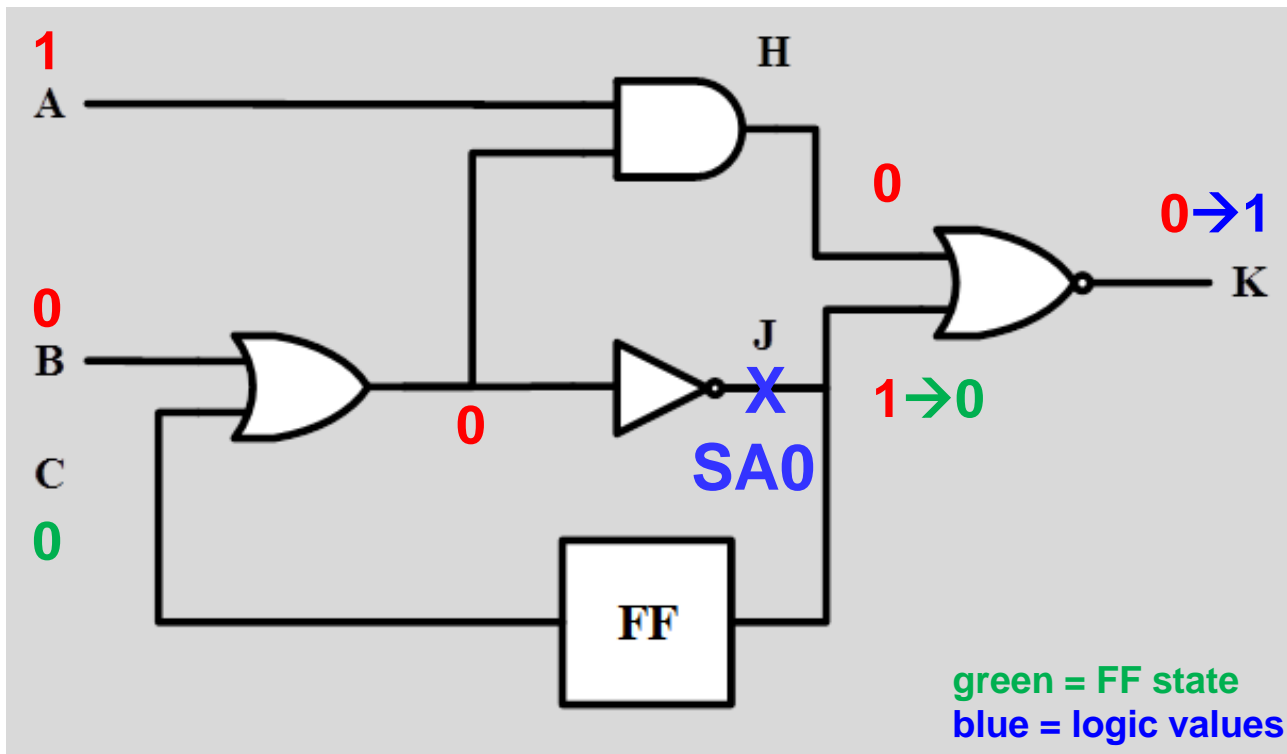 1
H
A
0
0→1
K
0
B
J
X
1→0
0
SA0
C
0
FF
green = FF state
blue = logic values